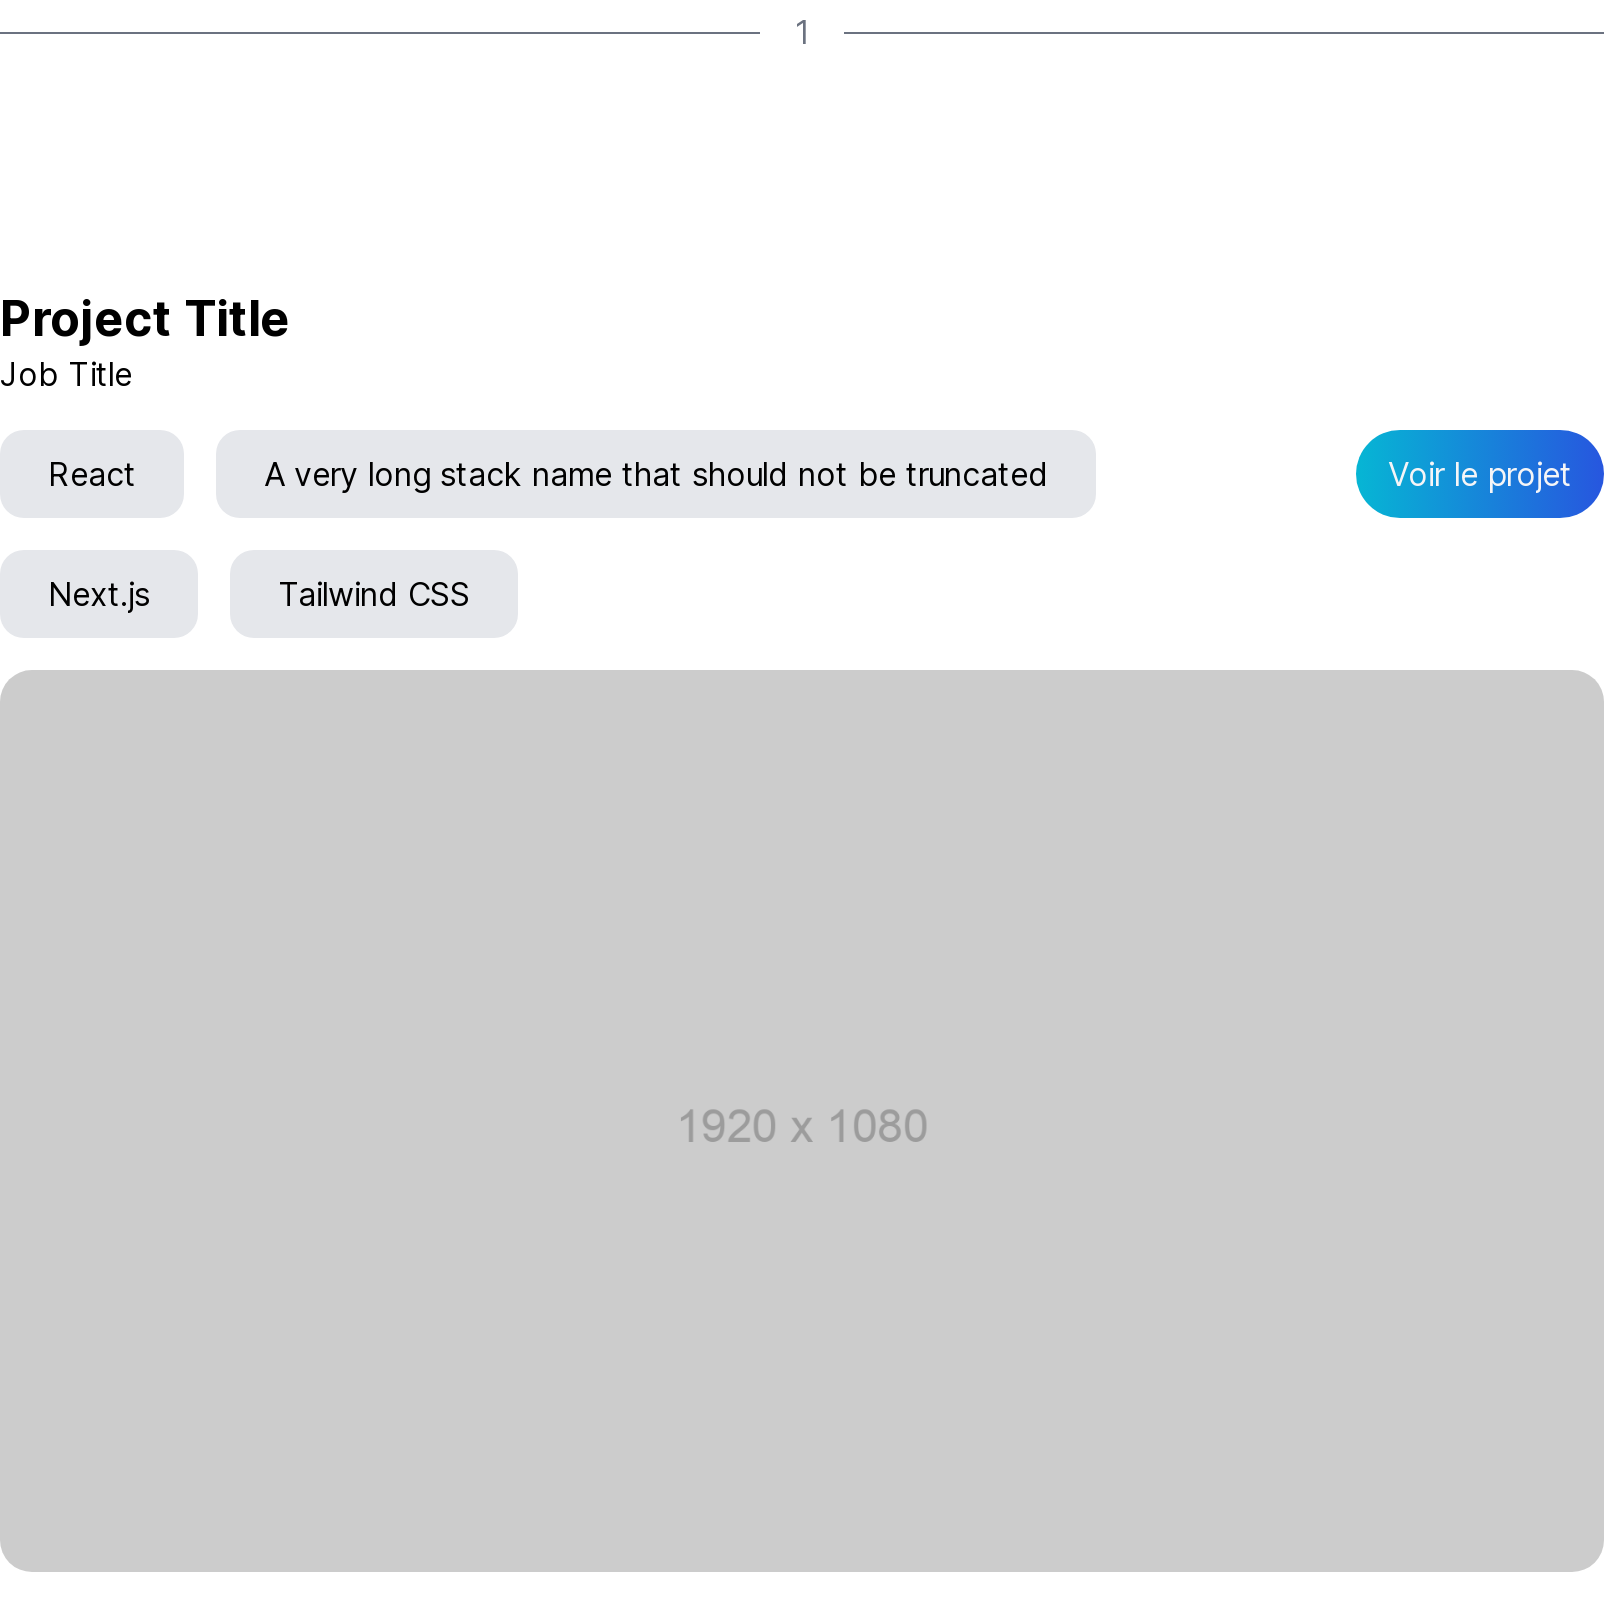 1
Project Title
Job Title
React
A very long stack name that should not be truncated
Voir le projet
Next.js
Tailwind CSS
1920 x 1080